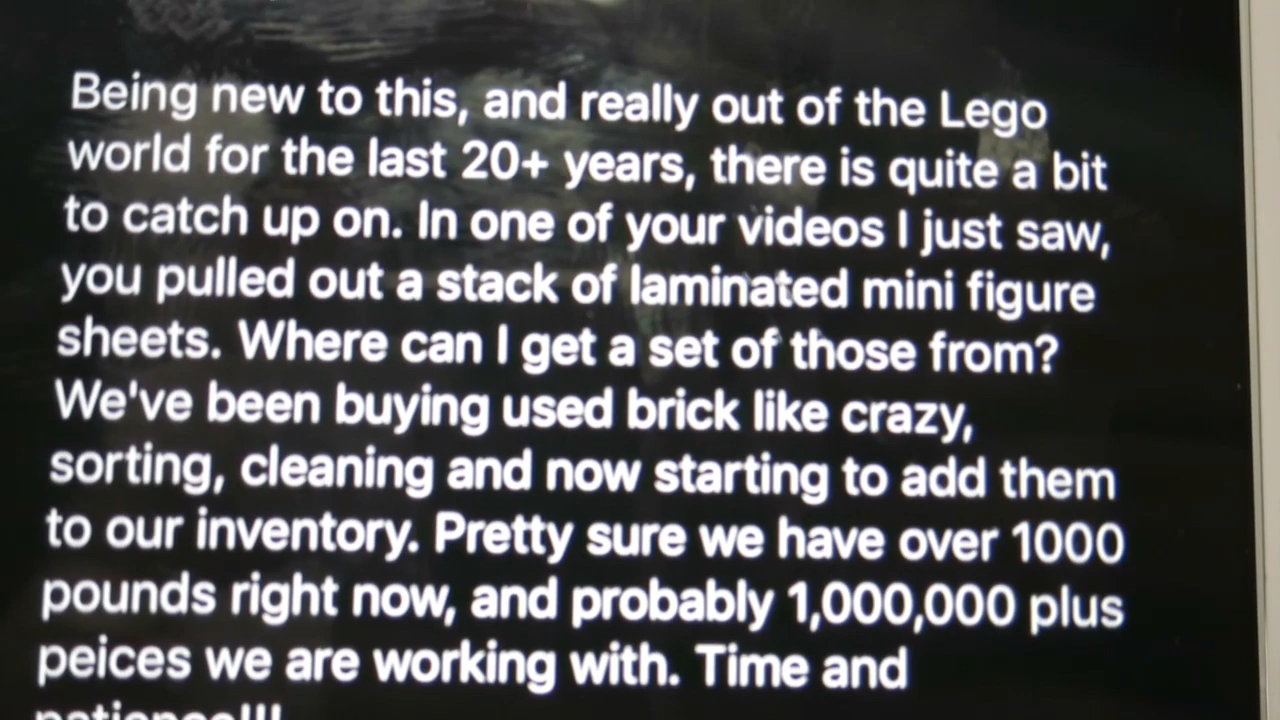 Being new to this, and really out of the Lego
world for the last 20+ years, there is quite a bit
to catch up on. In one of your videos I just saw,
you pulled out a stack of laminated mini figure
sheets. Where can I get a set of those from?
We've been buying used brick like crazy,
sorting, cleaning and now starting to add them
to our inventory. Pretty sure we have over 1000
pounds right now, and probably 1,000,000 plus
peices we are working with. Time and
patience!!!